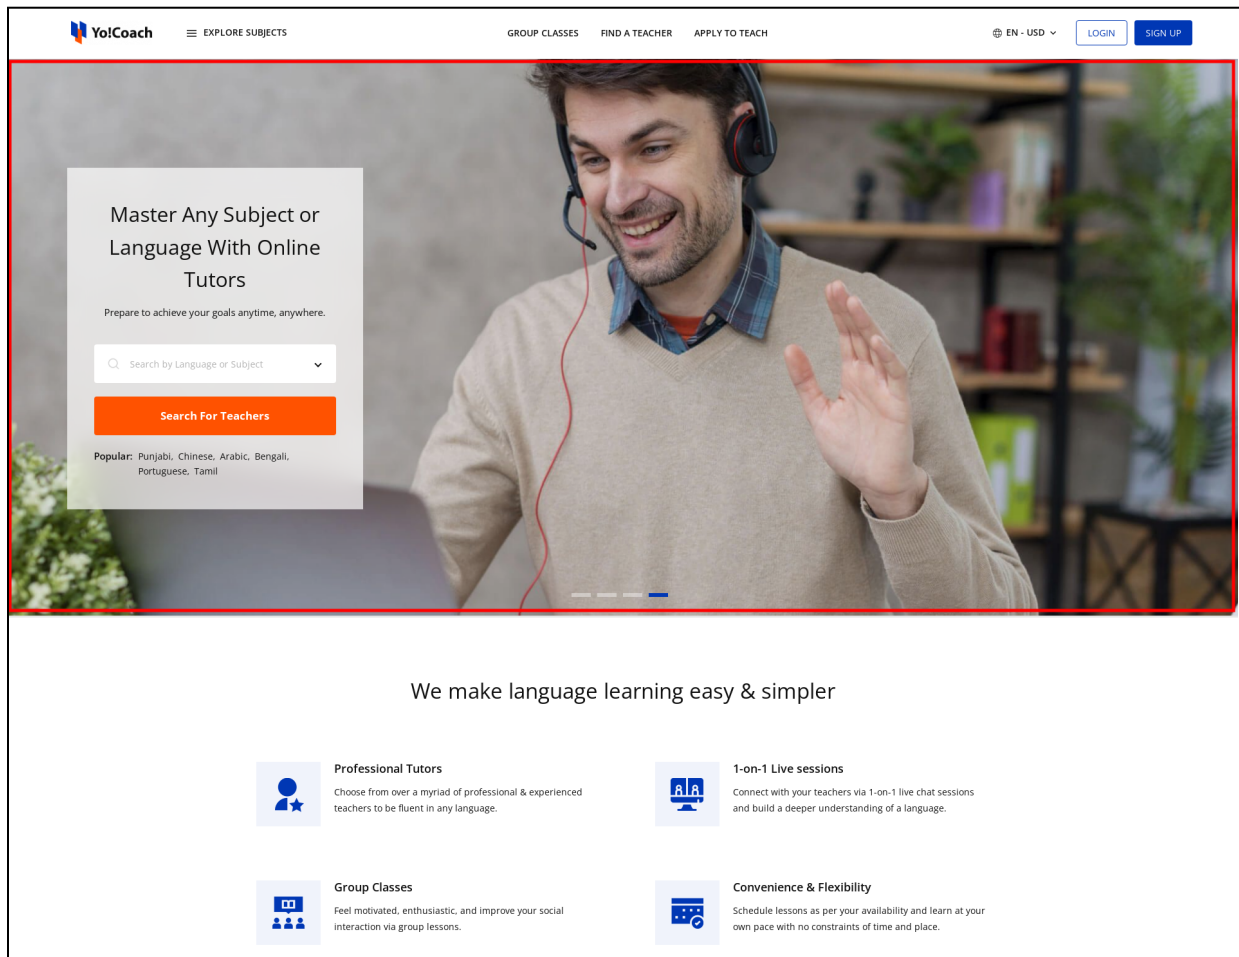 Yo!Coach
EXPLORE SUBJECTS
GROUP CLASSES
FIND A TEACHER
APPLY TO TEACH
EN - USD
LOGIN
SIGN UP
Master Any Subject or
Language With Online
Tutors
Prepare to achieve your goals anytime, anywhere.
Search by Language or Subject
Search For Teachers
Popular: Punjabi, Chinese, Arabic, Bengali,
Portuguese, Tamil
We make language learning easy & simpler
Professional Tutors
Choose from over a myriad of professional & experienced
teachers to be fluent in any language.
1-on-1 Live sessions
Connect with your teachers via 1-on-1 live chat sessions
and build a deeper understanding of a language.
Group Classes
Feel motivated, enthusiastic, and improve your social
interaction via group lessons.
Convenience & Flexibility
Schedule lessons as per your availability and learn at your
own pace with no constraints of time and place.